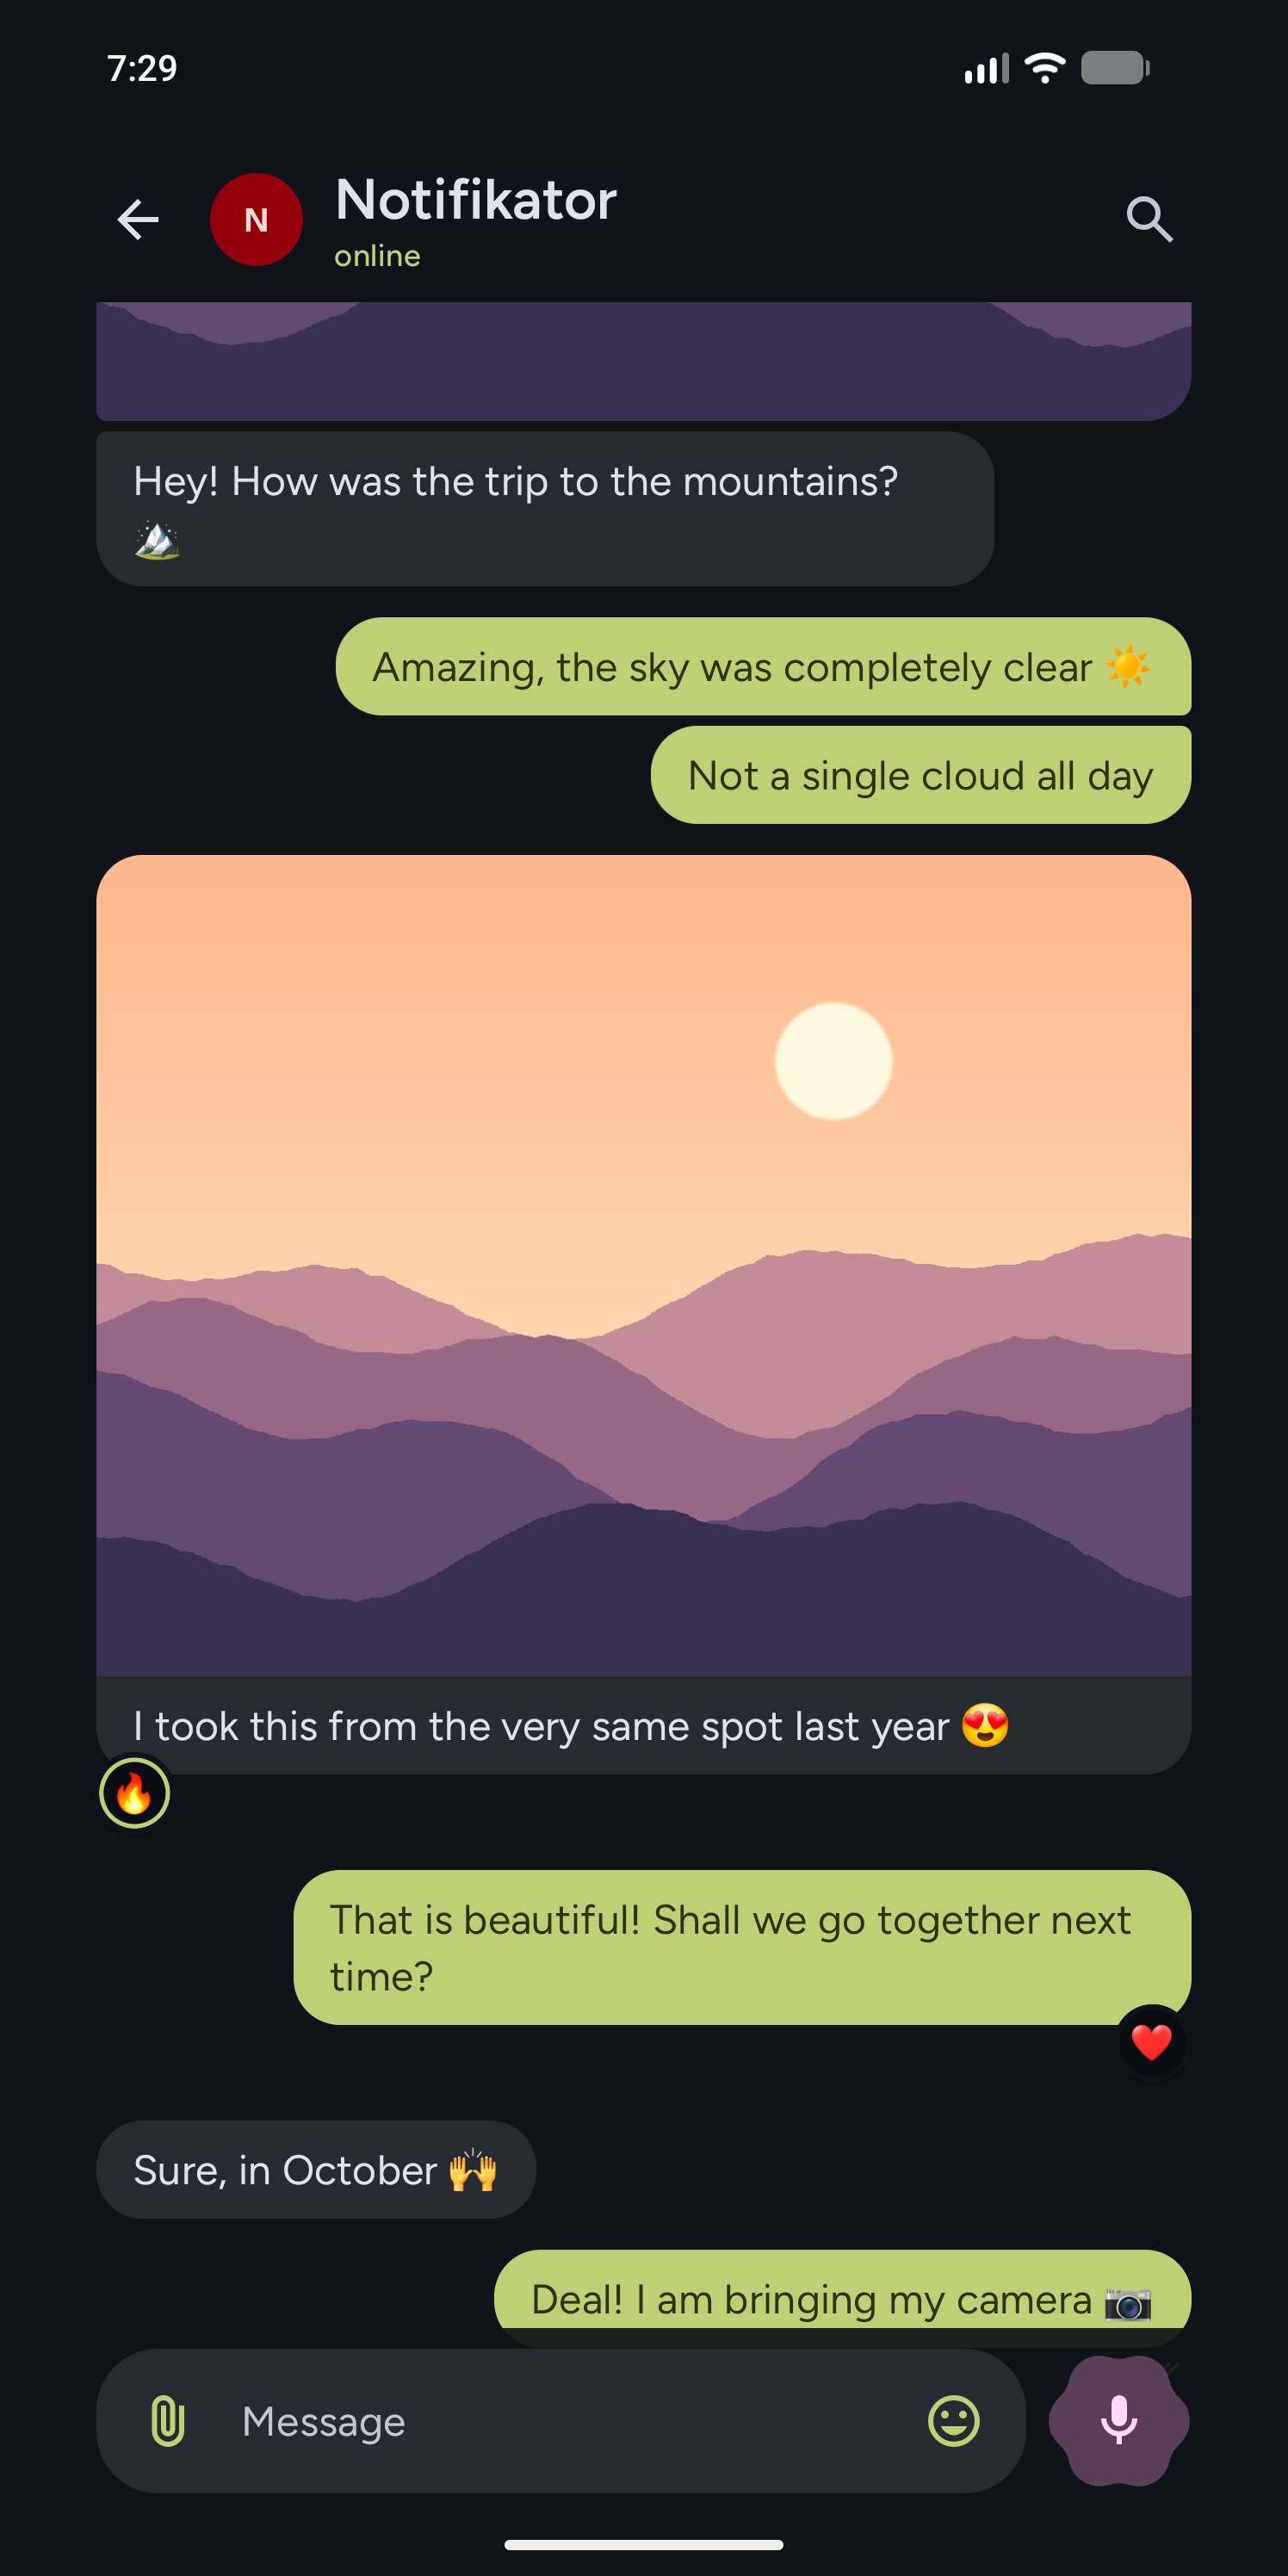 7:29
N
Notifikator
online
Hey! How was the trip to the mountains?
🏔️
Amazing, the sky was completely clear ☀️
Not a single cloud all day
I took this from the very same spot last year 😍
🔥
That is beautiful! Shall we go together next
time?
❤️
Sure, in October 🙌
Deal! I am bringing my camera 📷
Message